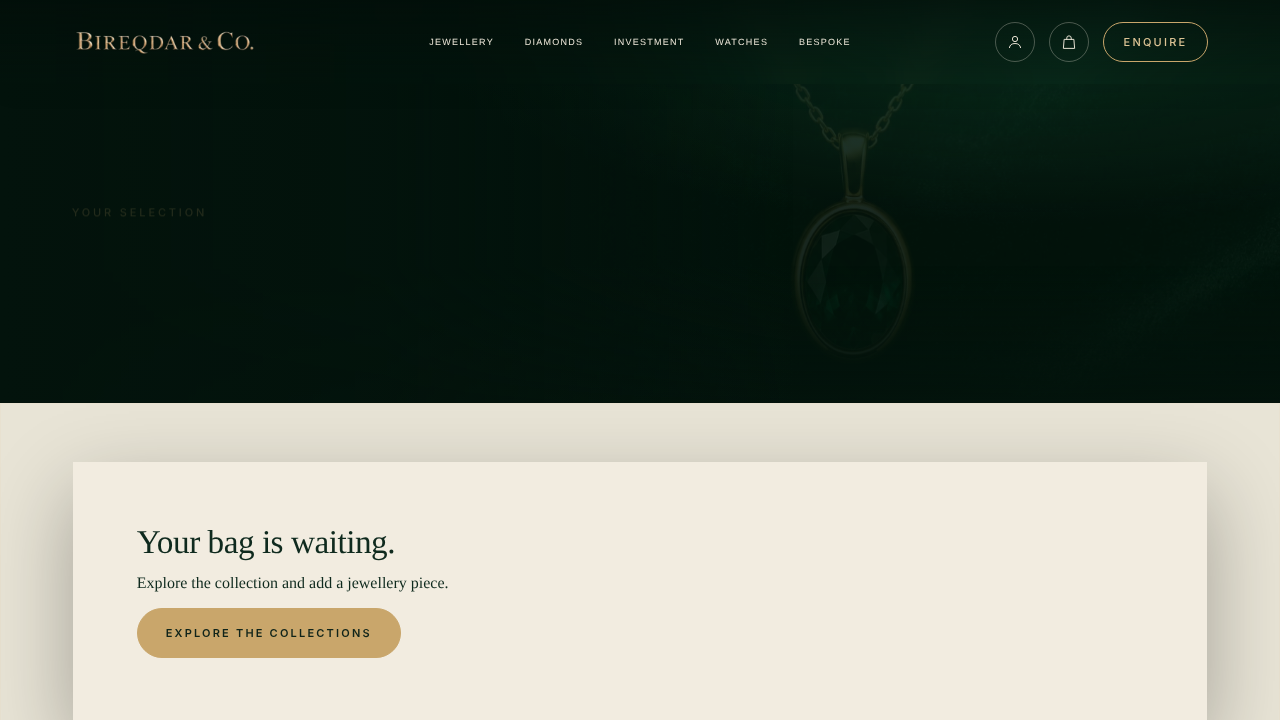 BIREQDAR & CO.
JEWELLERY
DIAMONDS
INVESTMENT
WATCHES
BESPOKE
ENQUIRE
YOUR SELECTION
Your bag is waiting.
Explore the collection and add a jewellery piece.
EXPLORE THE COLLECTIONS